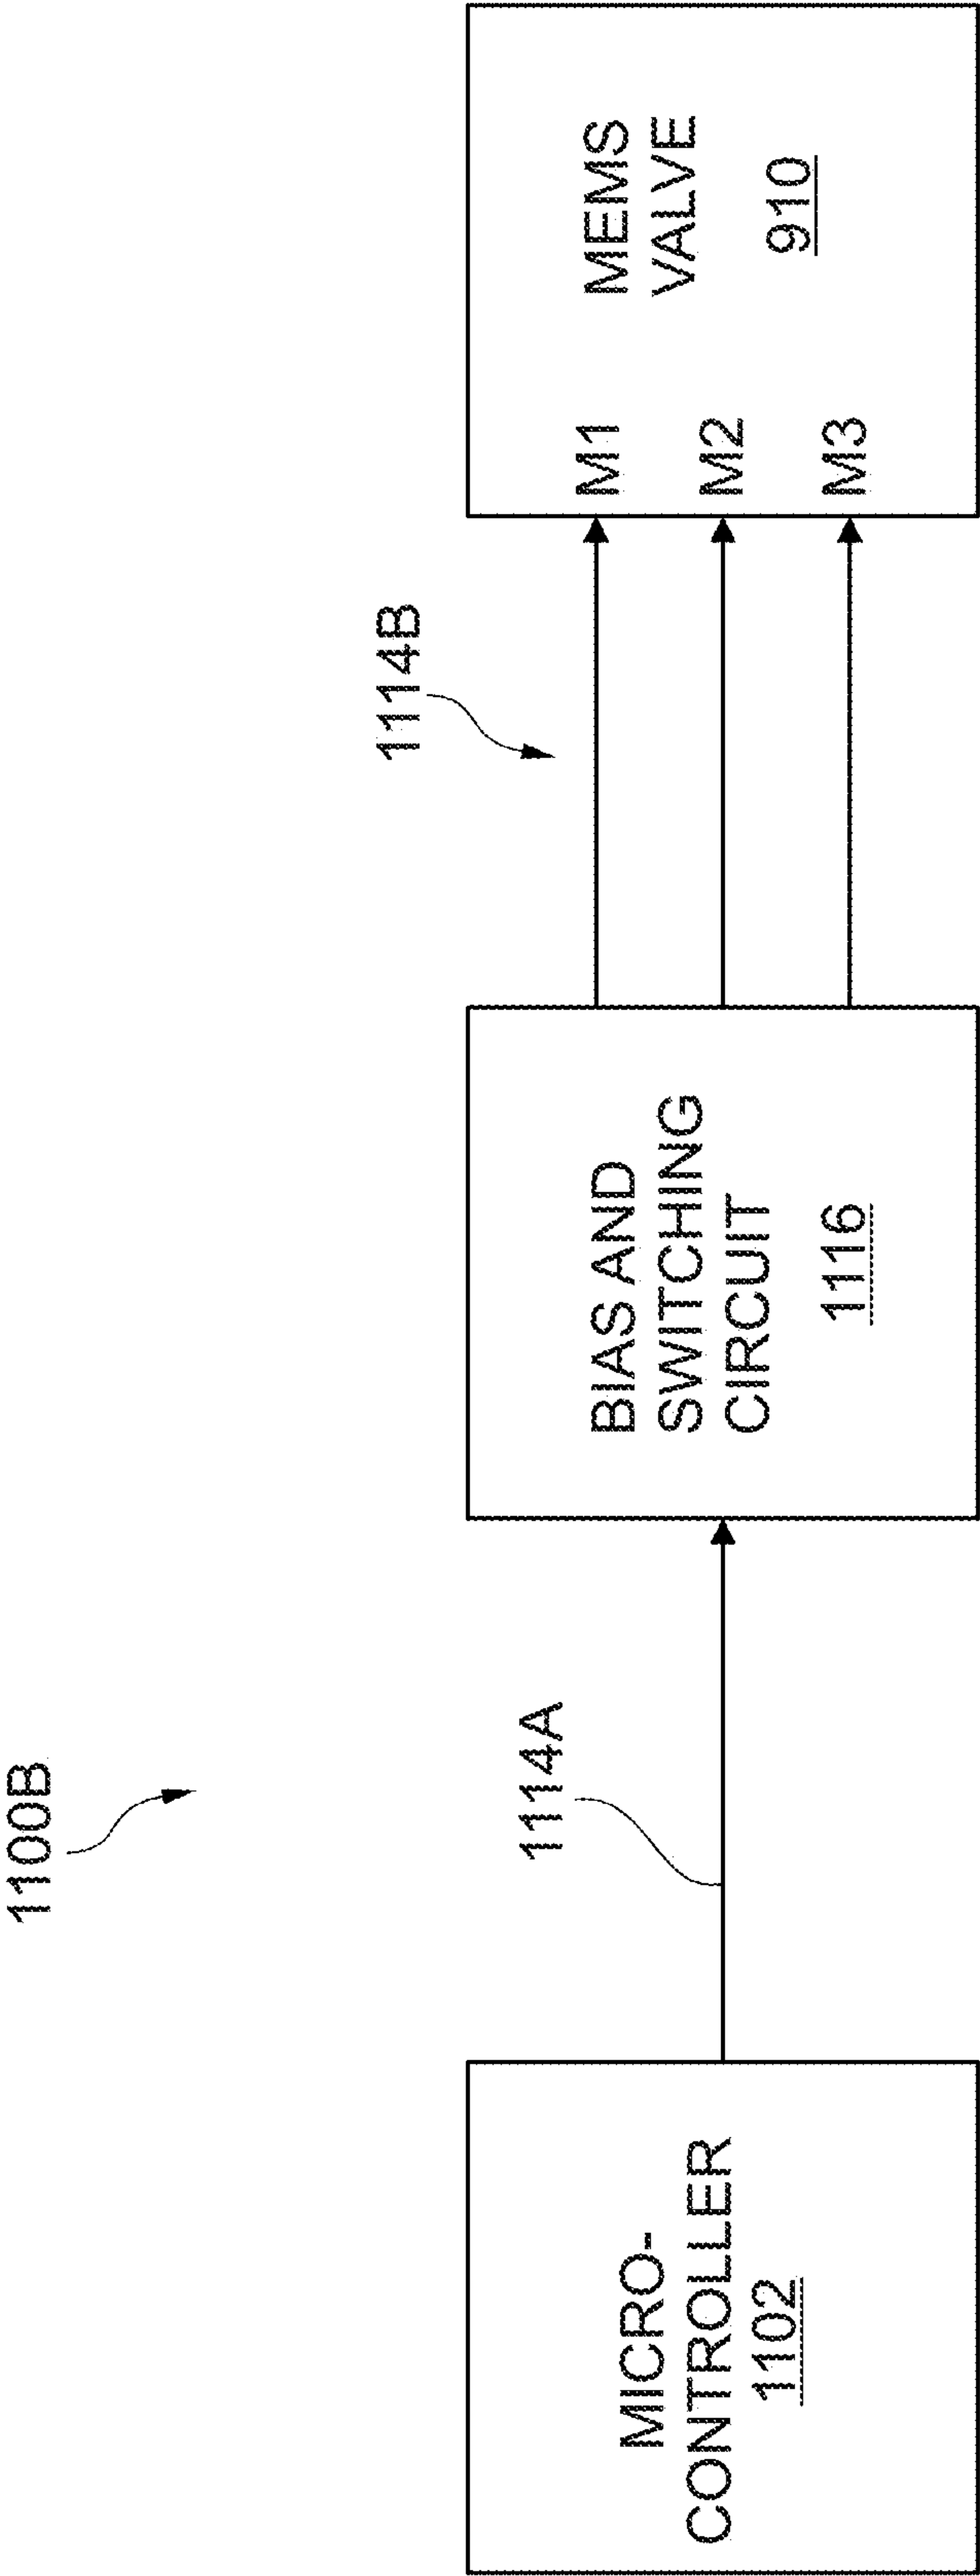 1100B
1114A
1114B
MICRO-
CONTROLLER
1102
BIAS AND
SWITCHING
CIRCUIT
1116
M1
M2
M3
MEMS
VALVE
910